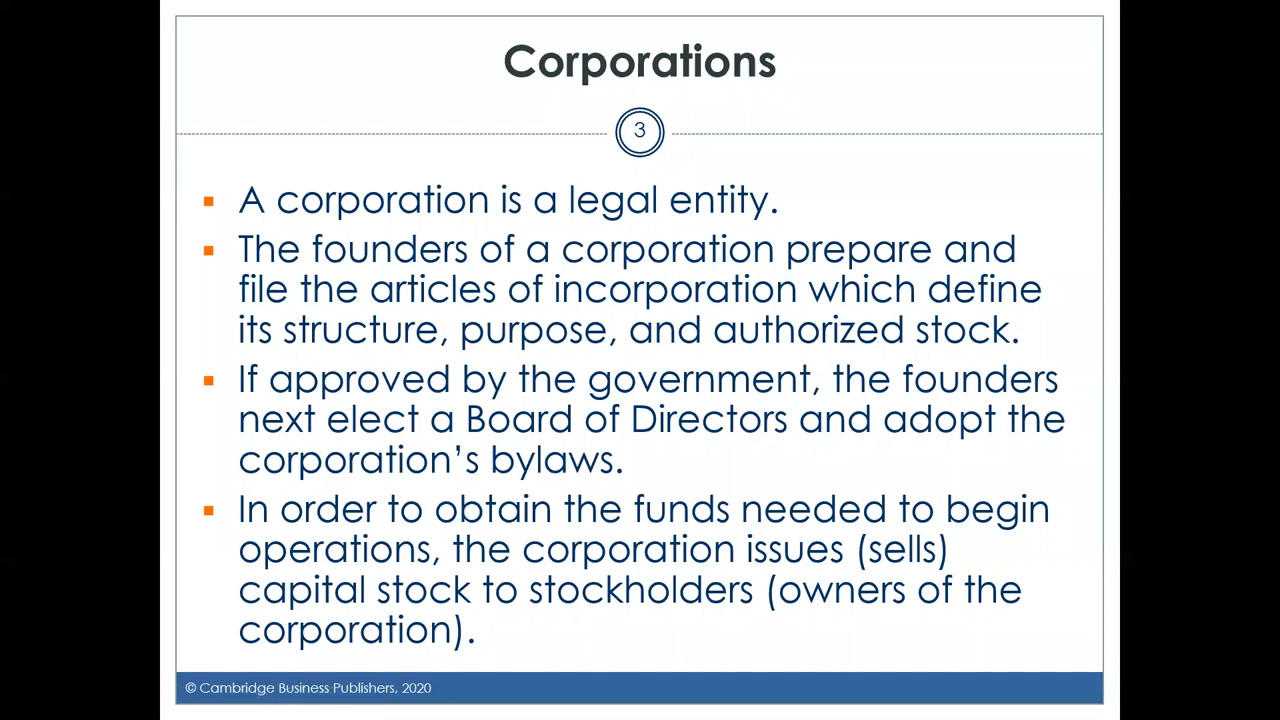 Corporations
3
▪ A corporation is a legal entity.
▪ The founders of a corporation prepare and
file the articles of incorporation which define
its structure, purpose, and authorized stock.
▪ If approved by the government, the founders
next elect a Board of Directors and adopt the
corporation’s bylaws.
▪ In order to obtain the funds needed to begin
operations, the corporation issues (sells)
capital stock to stockholders (owners of the
corporation).
© Cambridge Business Publishers, 2020